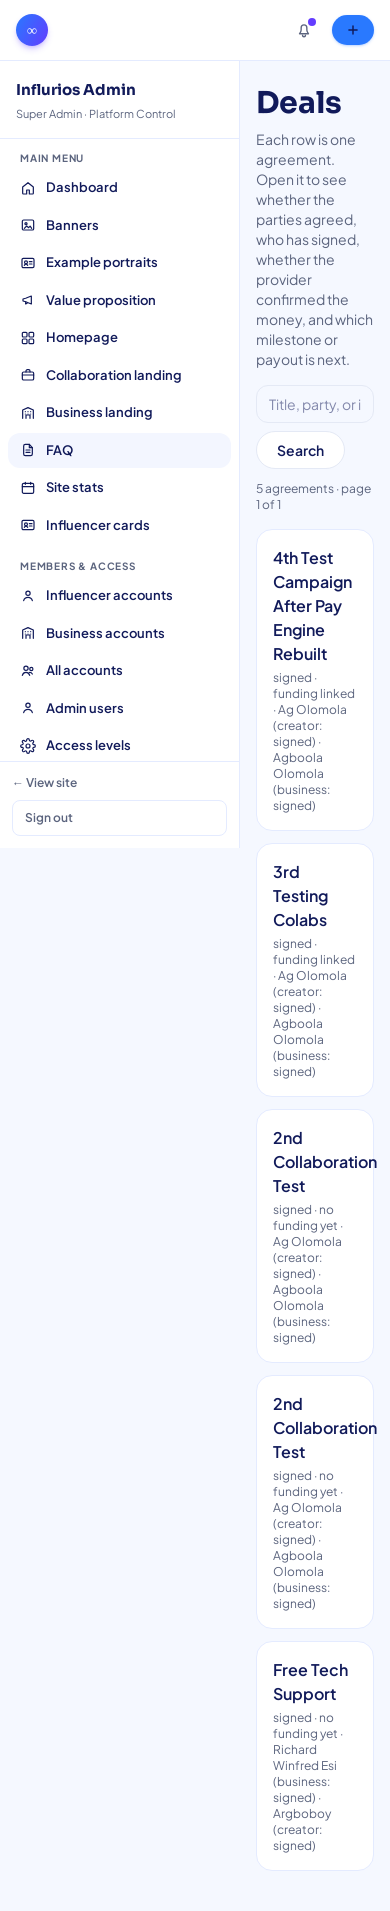 ∞
+
Influrios Admin
Super Admin · Platform Control
MAIN MENU
Dashboard
Banners
Example portraits
Value proposition
Homepage
Collaboration landing
Business landing
FAQ
Site stats
Influencer cards
MEMBERS & ACCESS
Influencer accounts
Business accounts
All accounts
Admin users
Access levels
← View site
Sign out
Deals
Each row is one
agreement.
Open it to see
whether the
parties agreed,
who has signed,
whether the
provider
confirmed the
money, and which
milestone or
payout is next.
Title, party, or i
Search
5 agreements · page
1 of 1
4th Test
Campaign
After Pay
Engine
Rebuilt
signed ·
funding linked
· Ag Olomola
(creator:
signed) ·
Agboola
Olomola
(business:
signed)
3rd
Testing
Colabs
signed ·
funding linked
· Ag Olomola
(creator:
signed) ·
Agboola
Olomola
(business:
signed)
2nd
Collaboration
Test
signed · no
funding yet ·
Ag Olomola
(creator:
signed) ·
Agboola
Olomola
(business:
signed)
2nd
Collaboration
Test
signed · no
funding yet ·
Ag Olomola
(creator:
signed) ·
Agboola
Olomola
(business:
signed)
Free Tech
Support
signed · no
funding yet ·
Richard
Winfred Esi
(business:
signed) ·
Argboboy
(creator:
signed)